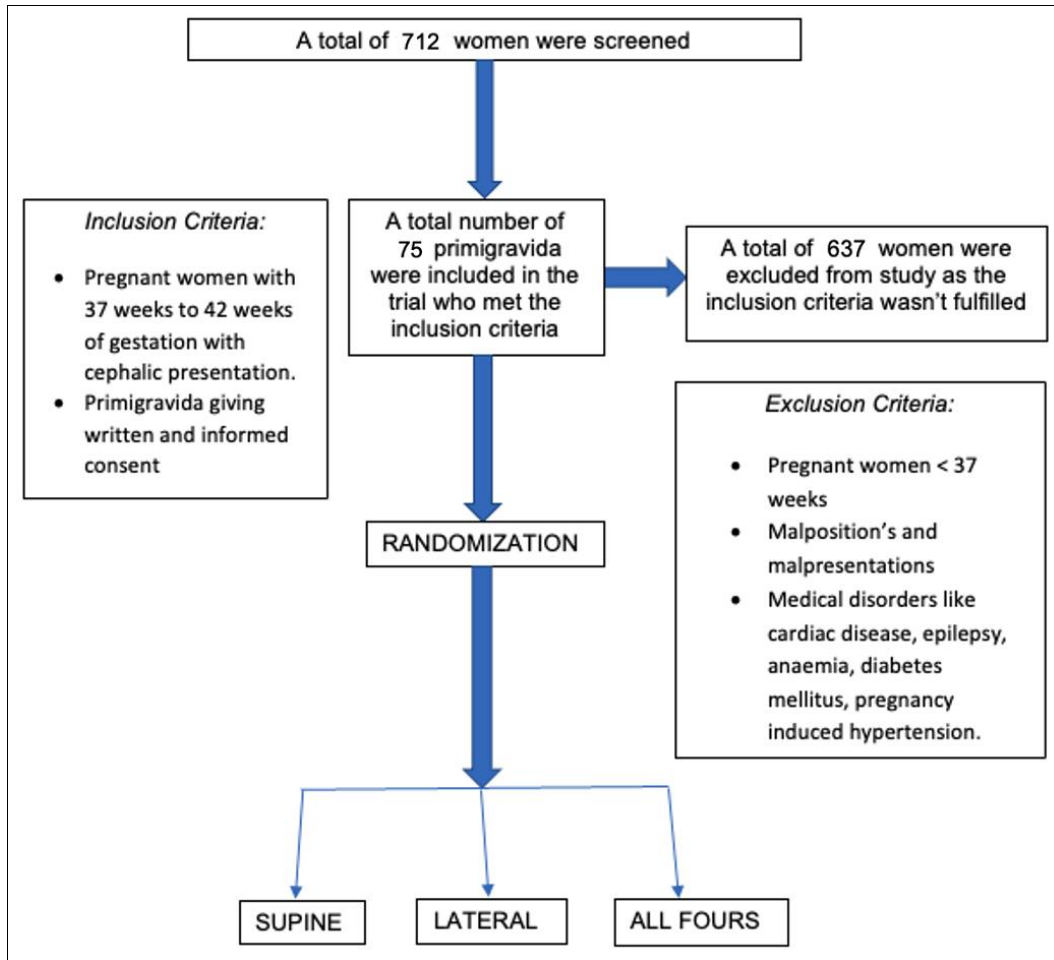 A total of 712 women were screened
Inclusion Criteria:
• Pregnant women with
37 weeks to 42 weeks
of gestation with
cephalic presentation.
• Primigravida giving
written and informed
consent
A total number of
75 primigravida
were included in the
trial who met the
inclusion criteria
A total of 637 women were
excluded from study as the
inclusion criteria wasn't fulfilled
Exclusion Criteria:
• Pregnant women < 37
weeks
• Malposition's and
malpresentations
• Medical disorders like
cardiac disease, epilepsy,
anaemia, diabetes
mellitus, pregnancy
induced hypertension.
RANDOMIZATION
SUPINE
LATERAL
ALL FOURS